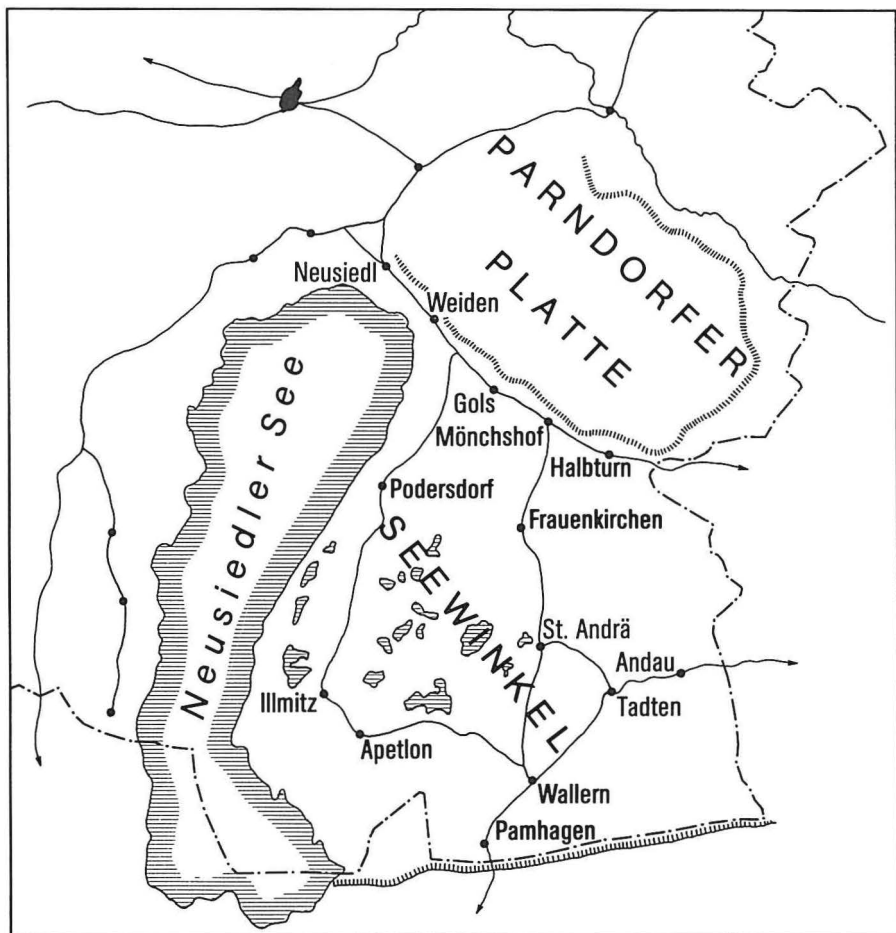 PARNDORFER
PLATTE
Neusiedl
Weiden
Neusiedler See
Gols
Mönchshof
Halbturn
Podersdorf
SEEWINKEL
Frauenkirchen
St. Andrä
Andau
Illmitz
Tadten
Apetlon
Wallern
Pamhagen